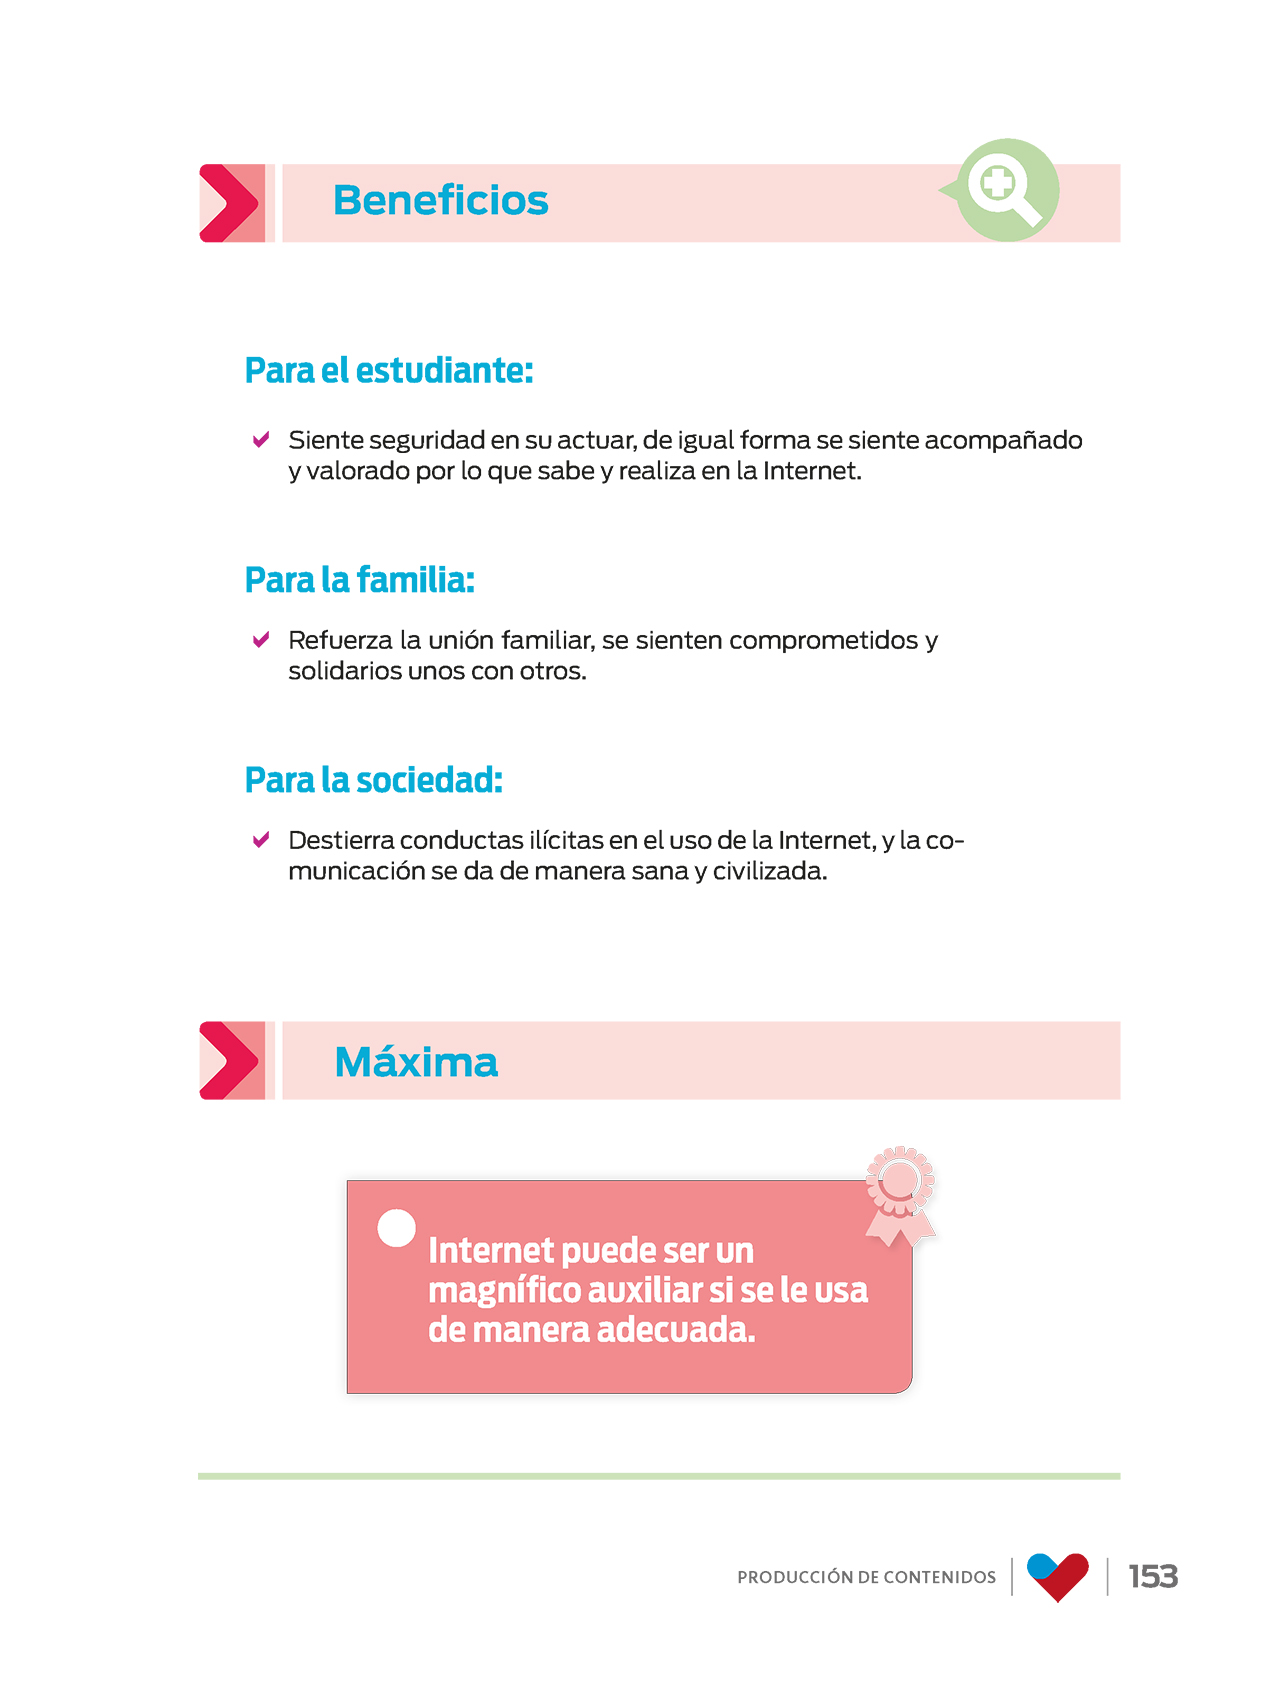 Beneficios
Para el estudiante:
Siente seguridad en su actuar, de igual forma se siente acompañado
y valorado por lo que sabe y realiza en la Internet.
Para la familia:
Refuerza la unión familiar, se sienten comprometidos y
solidarios unos con otros.
Para la sociedad:
Destierra conductas ilícitas en el uso de la Internet, y la co-
municación se da de manera sana y civilizada.
Máxima
Internet puede ser un
magnífico auxiliar si se le usa
de manera adecuada.
PRODUCCIÓN DE CONTENIDOS
153